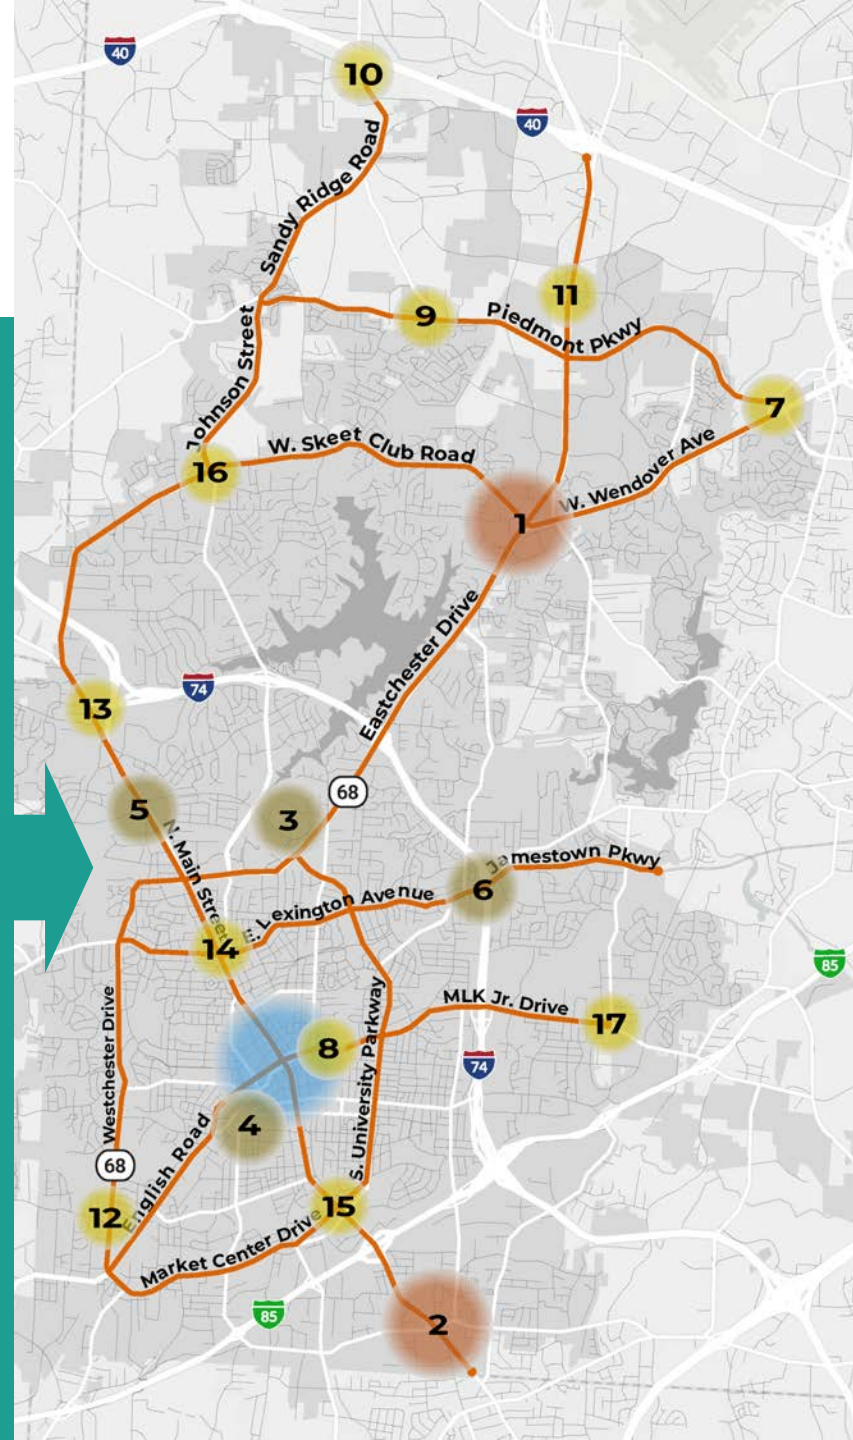 40
10
40
Sandy Ridge Road
11
9
Piedmont Pkwy
Johnson Street
7
W. Skeet Club Road
16
W. Wendover Ave
1
Eastchester Drive
74
13
68
5
3
N. Main Street
Jamestown Pkwy
6
E. Lexington Avenue
14
85
Westchester Drive
MLK Jr. Drive
17
S. University Parkway
8
74
4
68
English Road
15
12
Market Center Drive
85
2